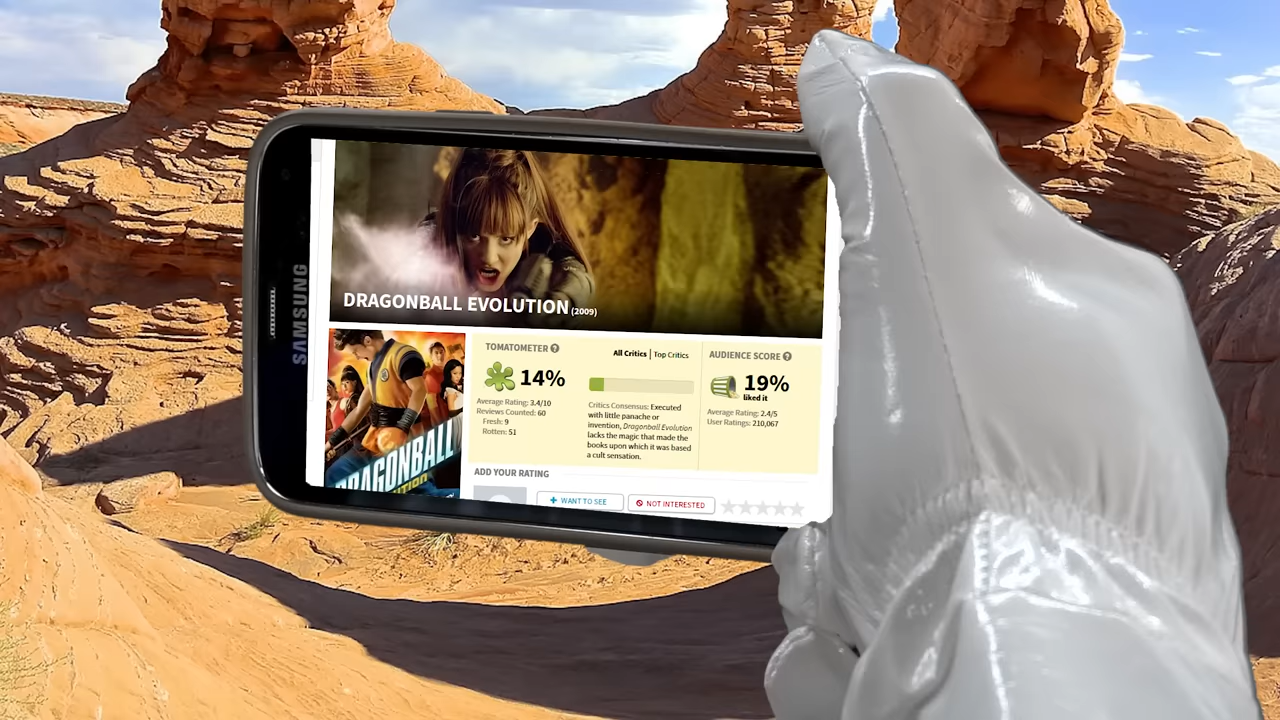 SAMSUNG
DRAGONBALL EVOLUTION (2009)
DRAGONBALL
TOMATOMETER ?
14%
Average Rating: 3.4/10
Reviews Counted: 60
Fresh: 9
Rotten: 51
All Critics | Top Critics
Critics Consensus: Executed
with little panache or
invention, Dragonball Evolution
lacks the magic that made the
books upon which it was based
a cult sensation.
AUDIENCE SCORE ?
19%
liked it
Average Rating: 2.4/5
User Ratings: 210,067
ADD YOUR RATING
+ WANT TO SEE
NOT INTERESTED